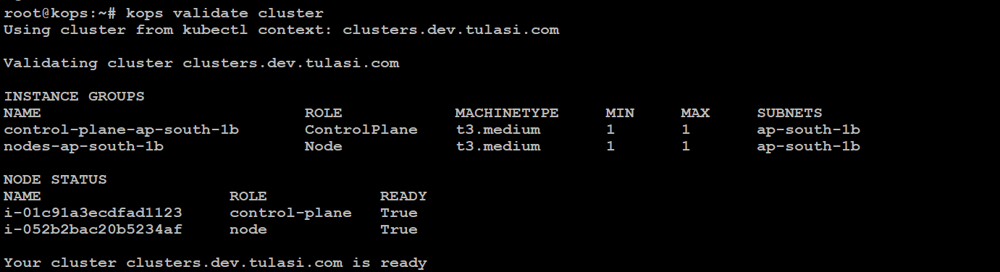 root@kops:~# kops validate cluster
Using cluster from kubectl context: clusters.dev.tulasi.com
Validating cluster clusters.dev.tulasi.com
INSTANCE GROUPS
NAME ROLE MACHINETYPE MIN MAX SUBNETS
control-plane-ap-south-1b ControlPlane t3.medium 1 1 ap-south-1b
nodes-ap-south-1b Node t3.medium 1 1 ap-south-1b
NODE STATUS
NAME ROLE READY
i-01c91a3ecdfad1123 control-plane True
i-052b2bac20b5234af node True
Your cluster clusters.dev.tulasi.com is ready